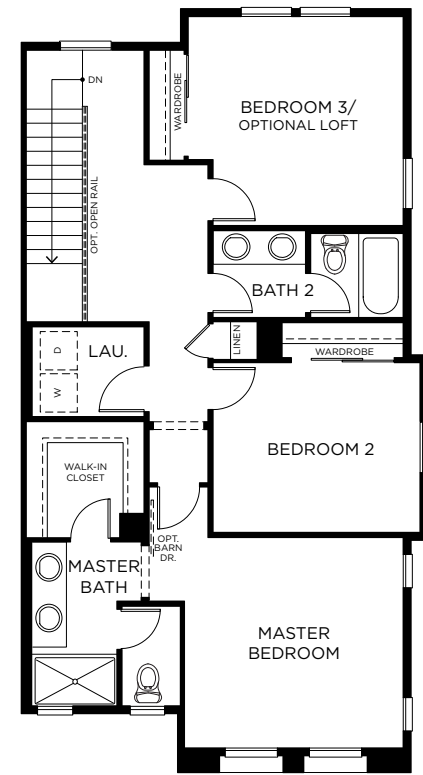 DN
WARDROBE
BEDROOM 3/
OPTIONAL LOFT
OPT. OPEN RAIL
BATH 2
LINEN
D
LAU.
W
WARDROBE
BEDROOM 2
WALK-IN
CLOSET
OPT.
BARN
DR.
MASTER
BATH
MASTER
BEDROOM